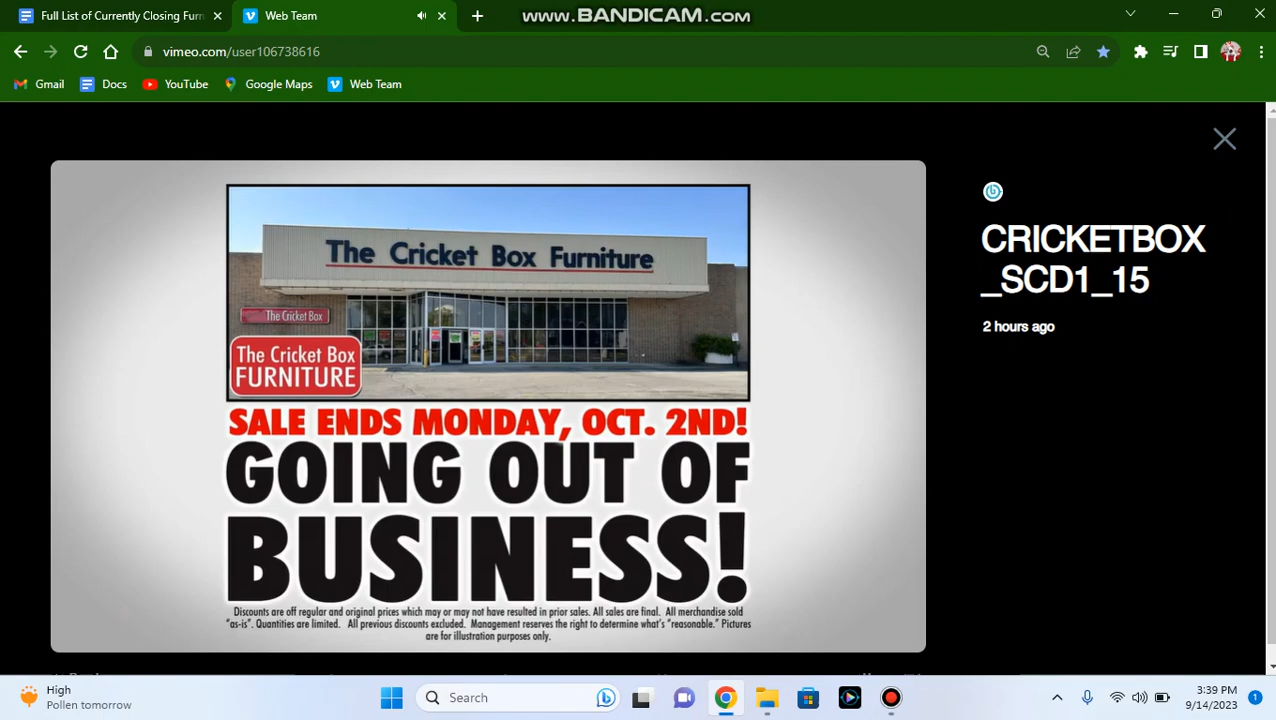 www.BANDICAM.com
Full List of Currently Closing Furn
Web Team
vimeo.com/user106738616
Gmail
Docs
YouTube
Google Maps
Web Team
The Cricket Box Furniture
The Cricket Box
The Cricket Box
FURNITURE
SALE ENDS MONDAY, OCT. 2ND!
GOING OUT OF
BUSINESS!
Discounts are off regular and original prices which may or may not have resulted in prior sales. All sales are final. All merchandise sold
"as-is". Quantities are limited. All previous discounts excluded. Management reserves the right to determine what's "reasonable." Pictures
are for illustration purposes only.
CRICKETBOX
_SCD1_15
2 hours ago
High
Pollen tomorrow
Search
3:39 PM
9/14/2023
1